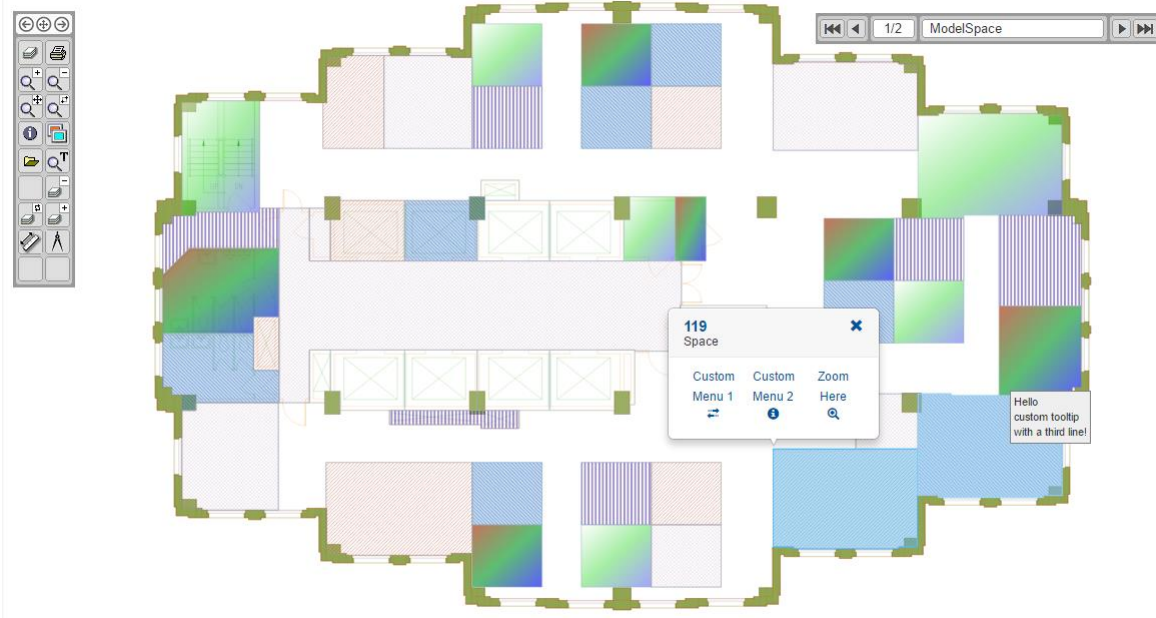 1/2
ModelSpace
T
119
Space
Custom Menu 1
Custom Menu 2
Zoom Here
Hello
custom tooltip
with a third line!